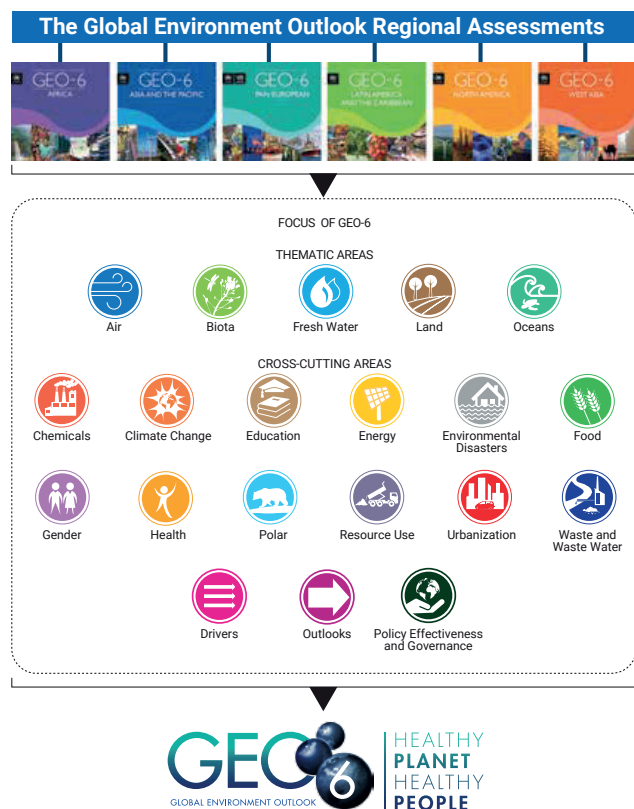 The Global Environment Outlook Regional Assessments
GEO-6
AFRICA
GEO-6
ASIA AND THE PACIFIC
GEO-6
PAN-EUROPEAN
GEO-6
LATIN AMERICA
AND THE CARIBBEAN
GEO-6
NORTH AMERICA
GEO-6
WEST ASIA
FOCUS OF GEO-6
THEMATIC AREAS
Air
Biota
Fresh Water
Land
Oceans
CROSS-CUTTING AREAS
Chemicals
Climate Change
Education
Energy
Environmental
Disasters
Food
Gender
Health
Polar
Resource Use
Urbanization
Waste and
Waste Water
Drivers
Outlooks
Policy Effectiveness
and Governance
GEO 6
GLOBAL ENVIRONMENT OUTLOOK
HEALTHY
PLANET
HEALTHY
PEOPLE